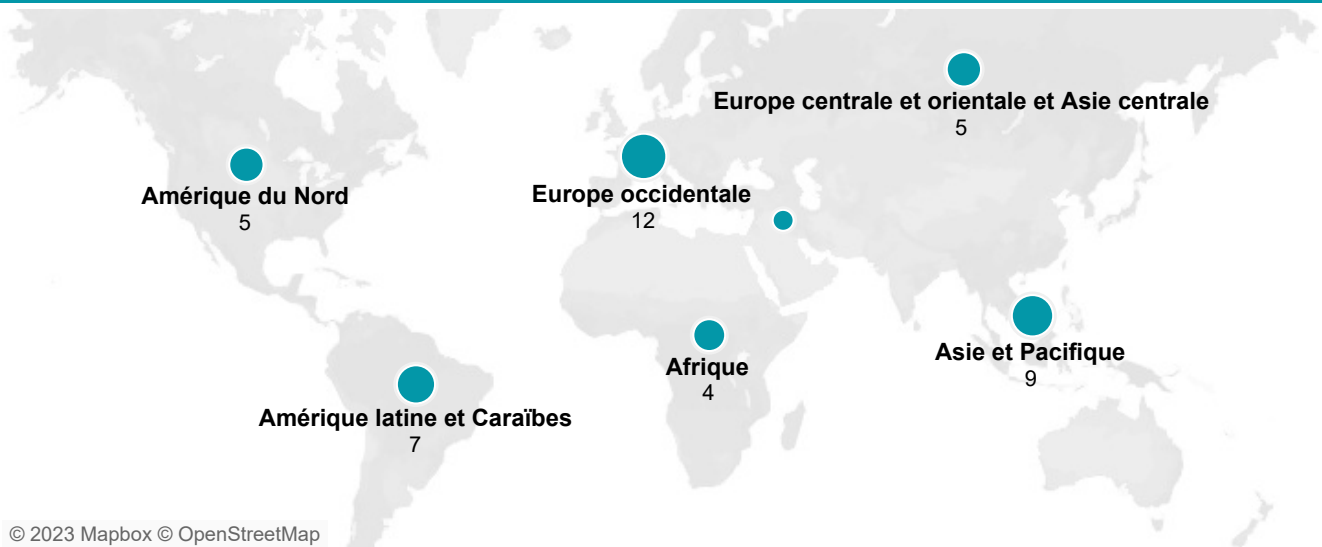 Europe centrale et orientale et Asie centrale
5
Amérique du Nord
5
Europe occidentale
12
Asie et Pacifique
9
Afrique
4
Amérique latine et Caraïbes
7
© 2023 Mapbox © OpenStreetMap